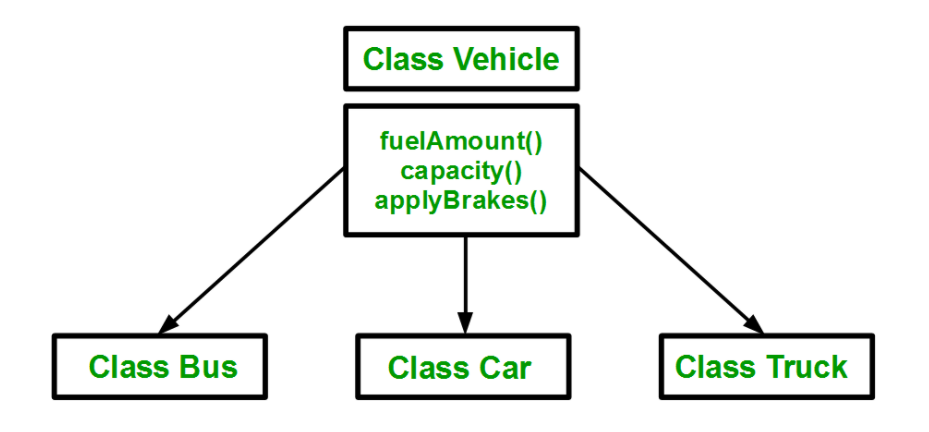 Class Vehicle
fuelAmount()
capacity()
applyBrakes()
Class Bus
Class Car
Class Truck